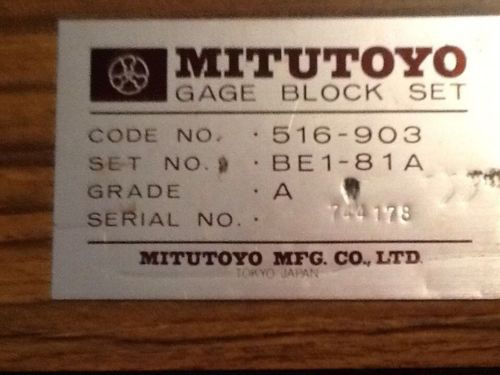 MITUTOYO
GAGE BLOCK SET
CODE NO. · 516-903
SET NO. · BE1-81A
GRADE · A
SERIAL NO. · 744178
MITUTOYO MFG. CO., LTD.
TOKYO JAPAN